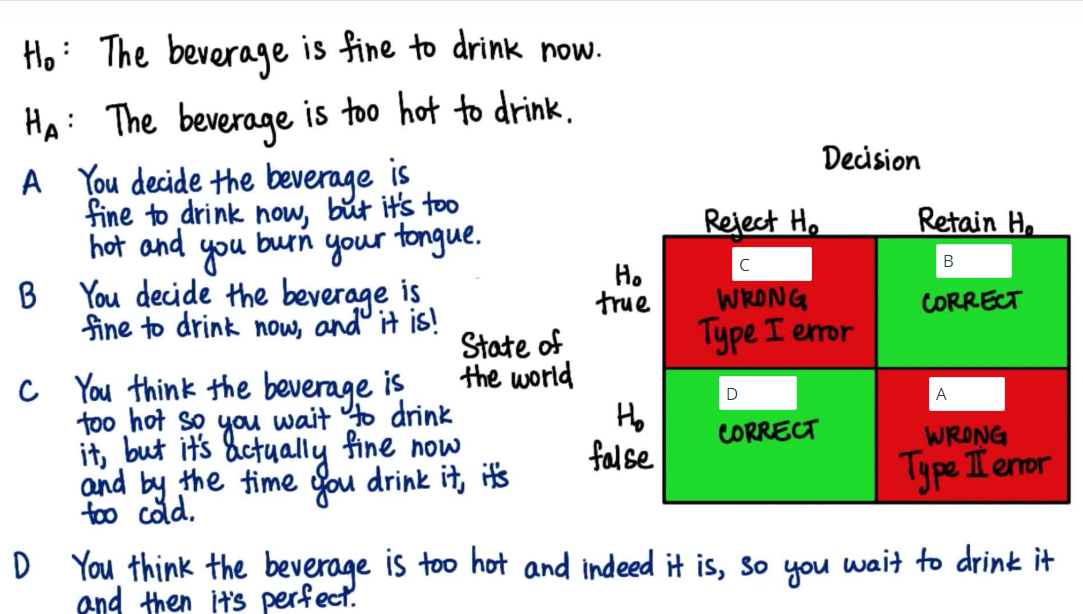 H₀: The beverage is fine to drink now.
H_A: The beverage is too hot to drink.
A You decide the beverage is
fine to drink now, but it's too
hot and you burn your tongue.
B You decide the beverage is
fine to drink now, and it is!
C You think the beverage is
too hot so you wait to drink
it, but it's actually fine now
and by the time you drink it, it's
too cold.
D You think the beverage is too hot and indeed it is, so you wait to drink it
and then it's perfect.
Decision
Reject H₀ Retain H₀
State of
the world
H₀
true
C
WRONG
Type I error
B
CORRECT
H₀
false
D
CORRECT
A
WRONG
Type II error